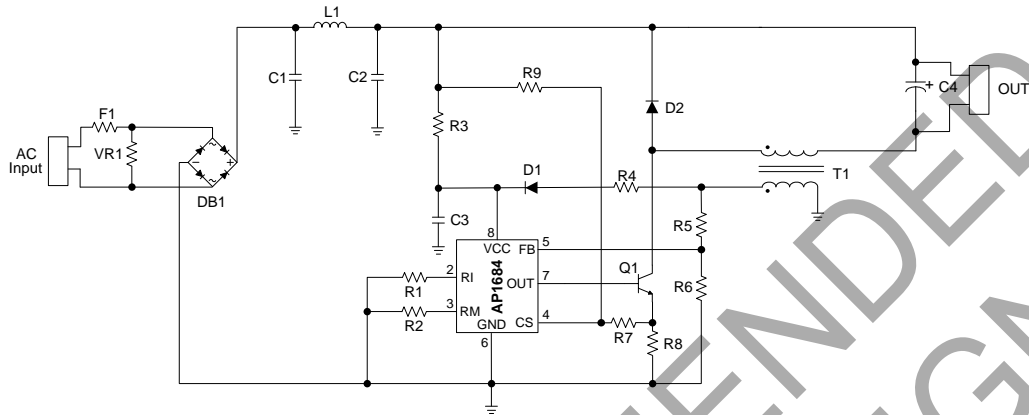 L1
C1
C2
R9
C4
+
OUT
F1
R3
D2
AC
Input
VR1
~
-
+
~
DB1
D1
R4
T1
C3
R5
8
VCC
FB
5
Q1
R6
2
RI
AP1684
OUT
7
R1
3
RM
CS
4
R2
GND
R7
R8
6
ENDED
IGN